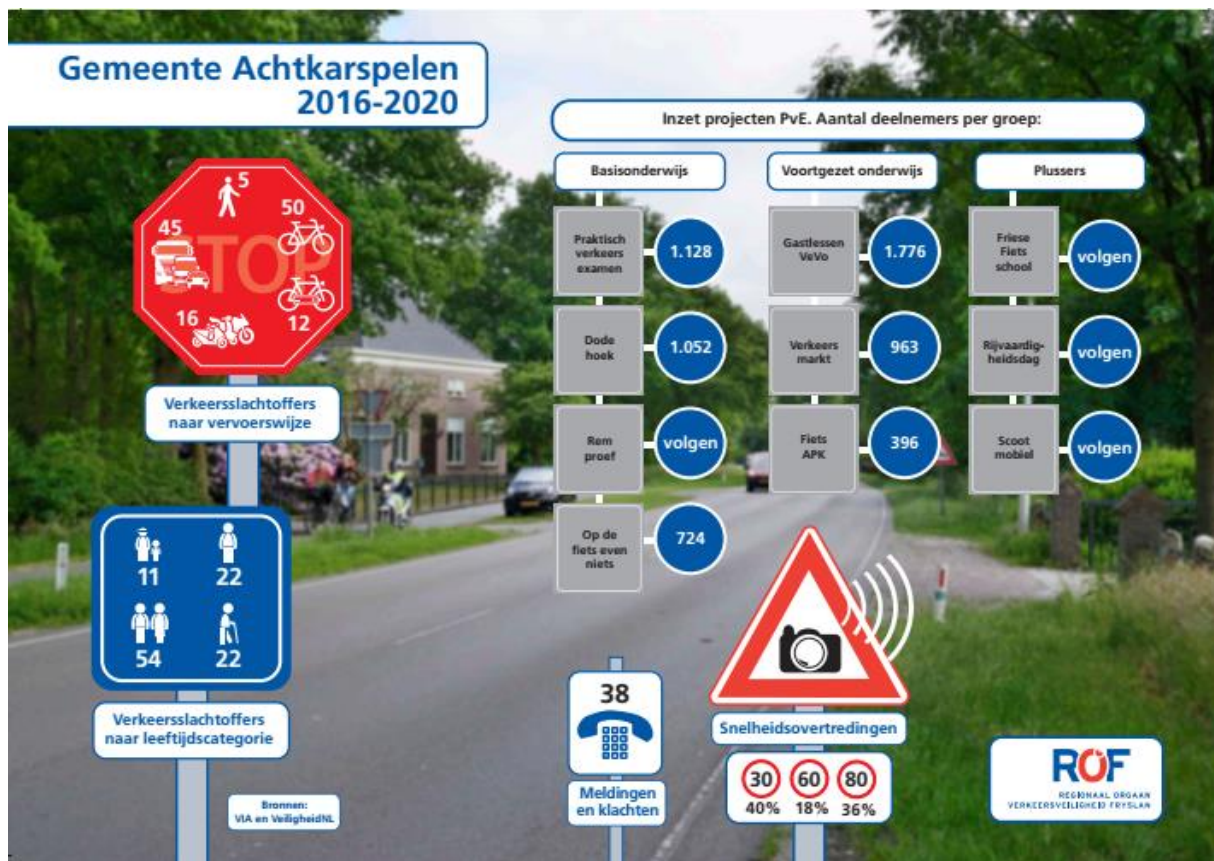 Gemeente Achtkarspelen
2016-2020
Inzet projecten PvE. Aantal deelnemers per groep:
Basisonderwijs
Voortgezet onderwijs
Plussers
Praktisch
verkeers
examen
1.128
Gastlessen
VeVo
1.776
Friese
Fiets
school
volgen
Dode
hoek
1.052
Verkeers
markt
963
Rijvaardig-
heidsdag
volgen
Rem
proef
volgen
Fiets
APK
396
Scoot
mobiel
volgen
Op de
fiets even
niets
724
STOP
5
45
50
16
12
Verkeersslachtoffers
naar vervoerswijze
11
22
54
22
Verkeersslachtoffers
naar leeftijdscategorie
Bronnen:
VIA en VeiligheidNL
38
Meldingen
en klachten
Snelheidsovertredingen
30 60 80
40% 18% 36%
ROF
REGIONAAL ORGAAN
VERKEERSVEILIGHEID FRYSLAN